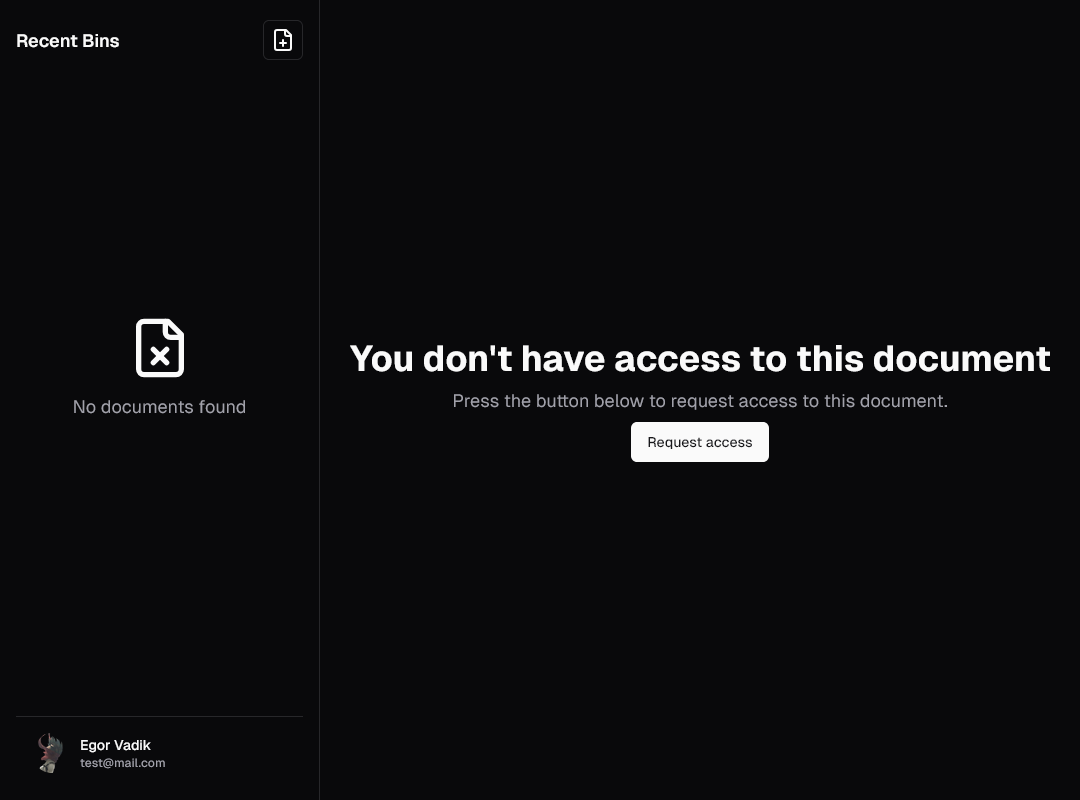 Recent Bins
No documents found
Egor Vadik
test@mail.com
You don't have access to this document
Press the button below to request access to this document.
Request access